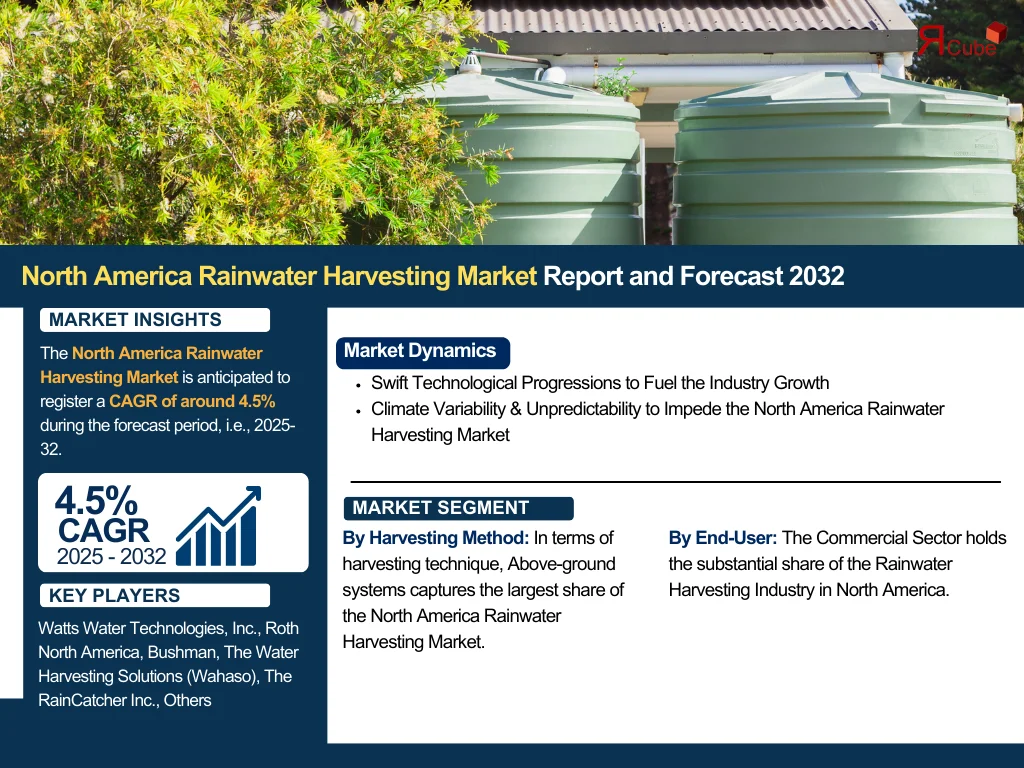 ЯCube
North America Rainwater Harvesting Market Report and Forecast 2032
MARKET INSIGHTS
The North America Rainwater
Harvesting Market is anticipated to
register a CAGR of around 4.5%
during the forecast period, i.e., 2025-
32.
4.5%
CAGR
2025 - 2032
KEY PLAYERS
Watts Water Technologies, Inc., Roth
North America, Bushman, The Water
Harvesting Solutions (Wahaso), The
RainCatcher Inc., Others
Market Dynamics
• Swift Technological Progressions to Fuel the Industry Growth
• Climate Variability & Unpredictability to Impede the North America Rainwater
Harvesting Market
MARKET SEGMENT
By Harvesting Method: In terms of
harvesting technique, Above-ground
systems captures the largest share of
the North America Rainwater
Harvesting Market.
By End-User: The Commercial Sector holds
the substantial share of the Rainwater
Harvesting Industry in North America.